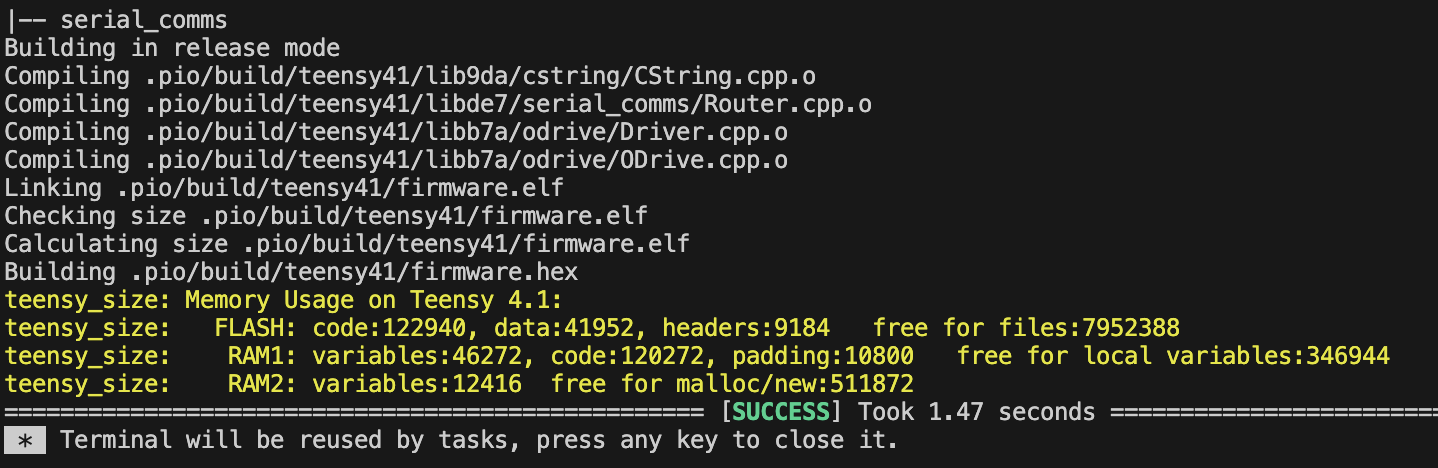 |-- serial_comms
Building in release mode
Compiling .pio/build/teensy41/lib9da/cstring/CString.cpp.o
Compiling .pio/build/teensy41/libde7/serial_comms/Router.cpp.o
Compiling .pio/build/teensy41/libb7a/odrive/Driver.cpp.o
Compiling .pio/build/teensy41/libb7a/odrive/ODrive.cpp.o
Linking .pio/build/teensy41/firmware.elf
Checking size .pio/build/teensy41/firmware.elf
Calculating size .pio/build/teensy41/firmware.elf
Building .pio/build/teensy41/firmware.hex
teensy_size: Memory Usage on Teensy 4.1:
teensy_size:   FLASH: code:122940, data:41952, headers:9184   free for files:7952388
teensy_size:    RAM1: variables:46272, code:120272, padding:10800   free for local variables:346944
teensy_size:    RAM2: variables:12416  free for malloc/new:511872
================================================== [SUCCESS] Took 1.47 seconds ========================
* Terminal will be reused by tasks, press any key to close it.